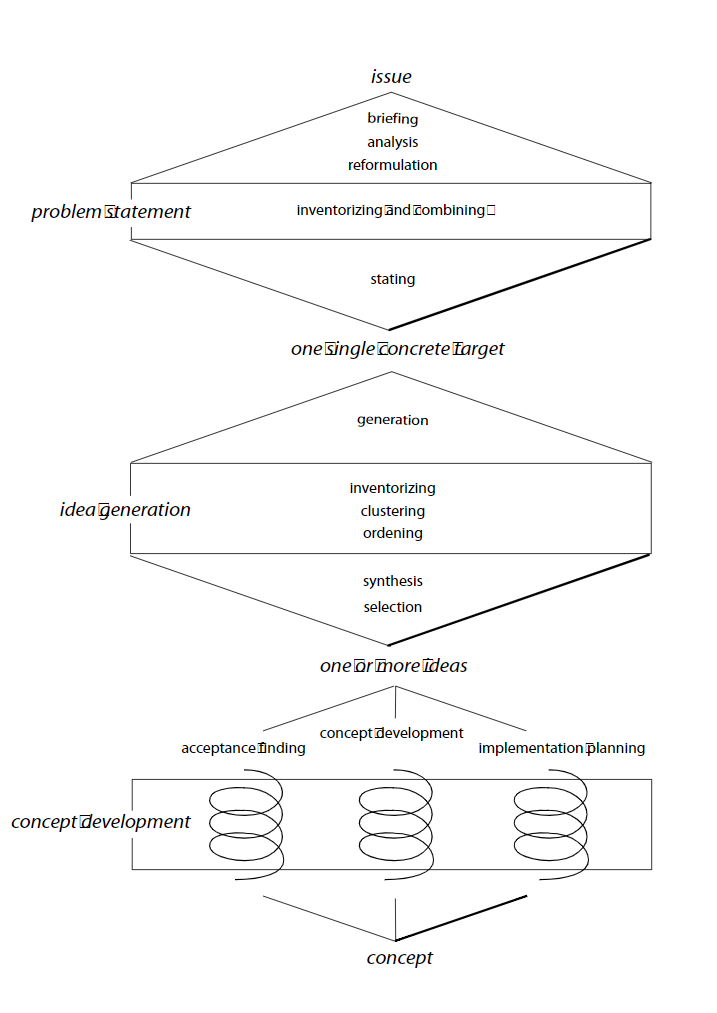 issue
briefing
analysis
reformulation
problem statement
inventorizing and combining
stating
one single concrete target
generation
idea generation
inventorizing
clustering
ordening
synthesis
selection
one or more ideas
concept development
acceptance finding
implementation planning
concept development
concept